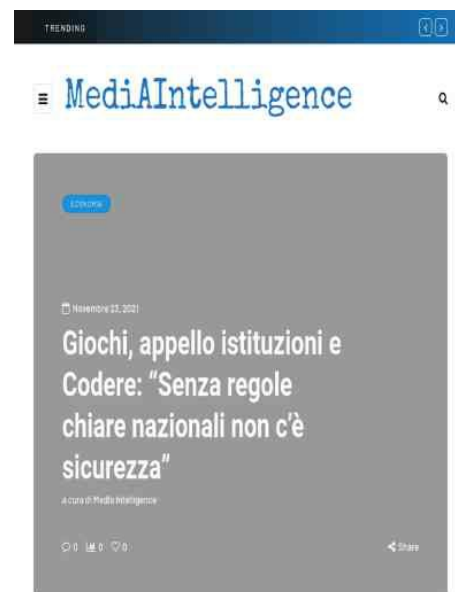 TRENDING
MediAIntelligence
ECONOMIA
Novembre 23, 2021
Giochi, appello istituzioni e
Codere: “Senza regole
chiare nazionali non c’è
sicurezza”
a cura di Media Intelligence
0 0 0
Share